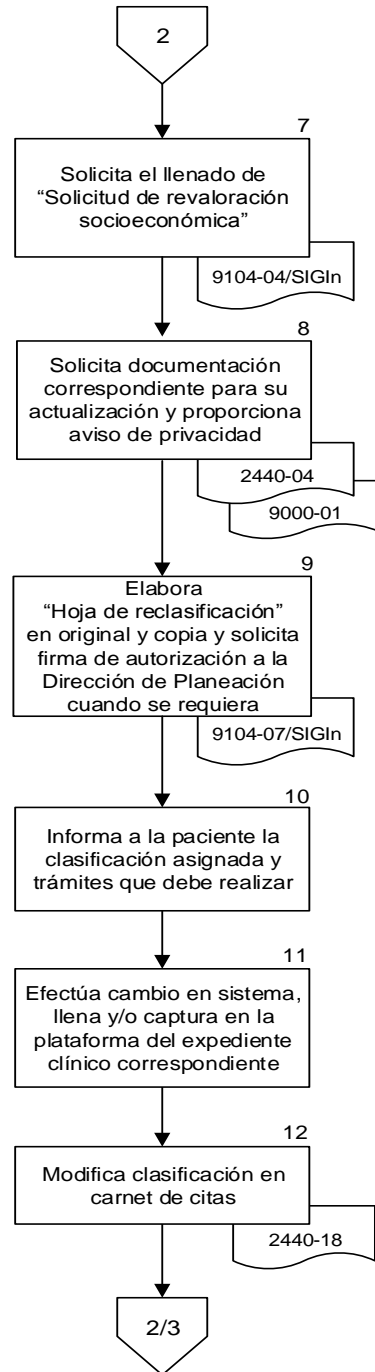 2
7
Solicita el llenado de
“Solicitud de revaloración
socioeconómica”
9104-04/SIGIn
8
Solicita documentación
correspondiente para su
actualización y proporciona
aviso de privacidad
2440-04
9000-01
9
Elabora
“Hoja de reclasificación”
en original y copia y solicita
firma de autorización a la
Dirección de Planeación
cuando se requiera
9104-07/SIGIn
10
Informa a la paciente la
clasificación asignada y
trámites que debe realizar
11
Efectúa cambio en sistema,
llena y/o captura en la
plataforma del expediente
clínico correspondiente
12
Modifica clasificación en
carnet de citas
2440-18
2/3